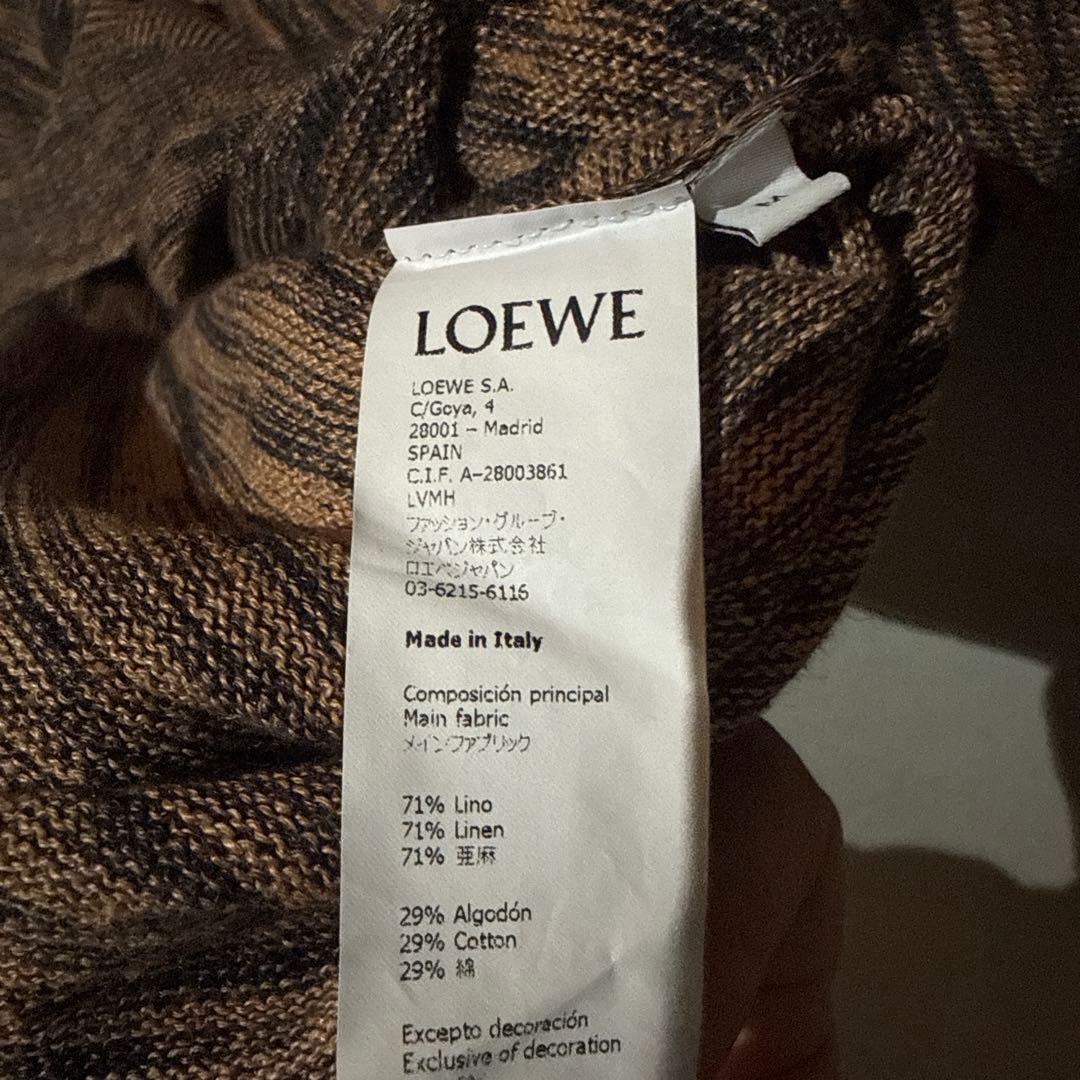 M
LOEWE
LOEWE S.A.
C/Goya, 4
28001 – Madrid
SPAIN
C.I.F. A-28003861
LVMH
ファッション・グループ・
ジャパン株式会社
ロエベジャパン
03-6215-6116
Made in Italy
Composición principal
Main fabric
メインファブリック
71% Lino
71% Linen
71% 亜麻
29% Algodón
29% Cotton
29% 綿
Excepto decoración
Exclusive of decoration